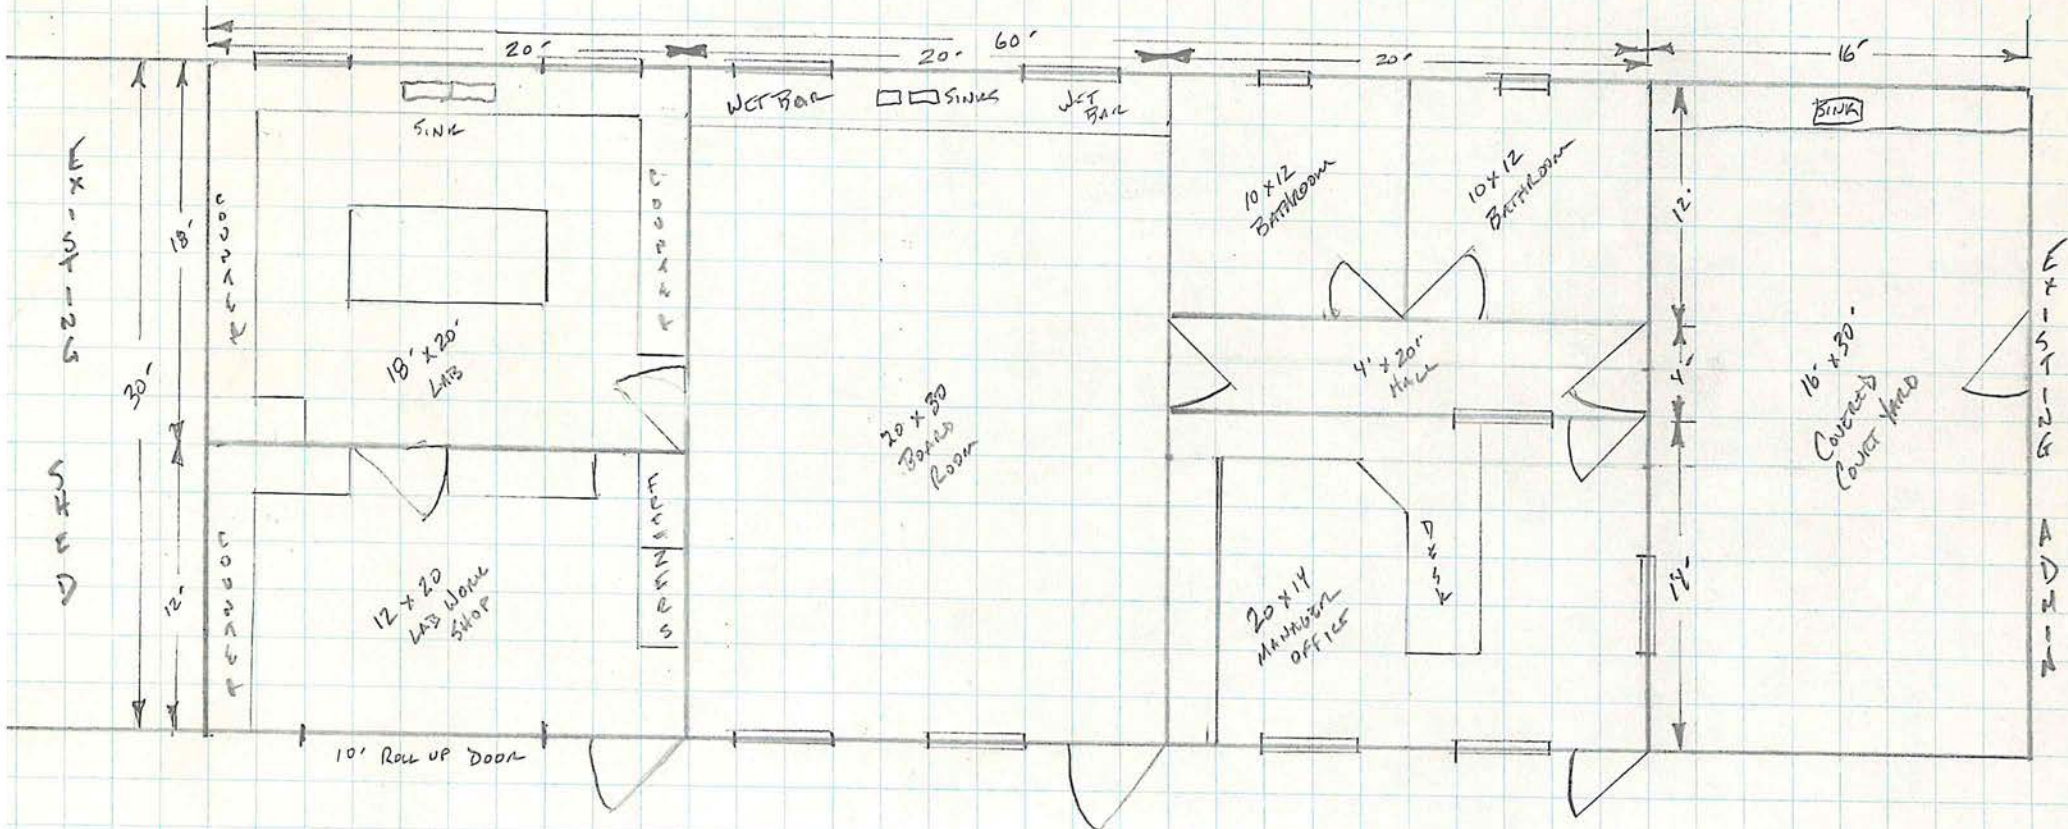 60'
20'
20'
20'
16'
WET BAR
SINKS
WET
BAR
SINK
SINK
EXISTING
SHED
30'
18'
12'
COUNTER
COUNTER
18' x 20'
LAB
10 x 12
BATHROOM
10 x 12
BATHROOM
12'
4'
14'
4' x 20'
HALL
20 x 30
BOARD
ROOM
16' x 30'
COVERED
COURT YARD
EXISTING ADMIN
COUNTER
12 x 20
LAB WORK
SHOP
FREEZERS
20 x 14
MANAGER
OFFICE
DESK
10' ROLL UP DOOR